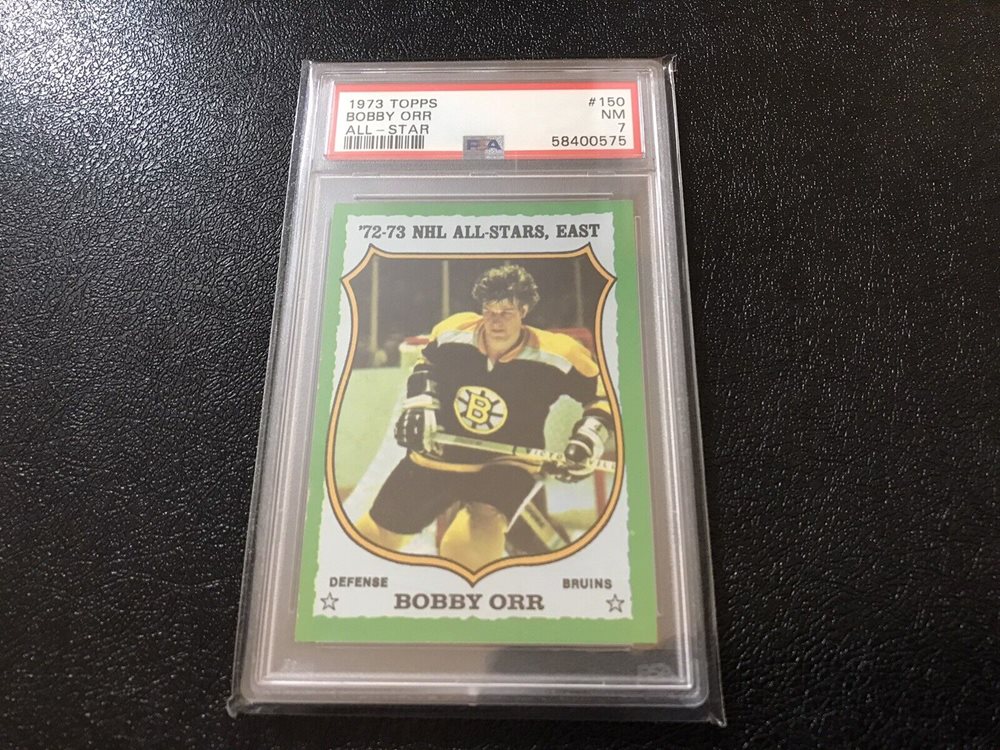 1973 TOPPS #150
BOBBY ORR NM
ALL-STAR 7
PSA 58400575
'72-73 NHL ALL-STARS, EAST
B
VICTORIAVILLE
DEFENSE BRUINS
BOBBY ORR